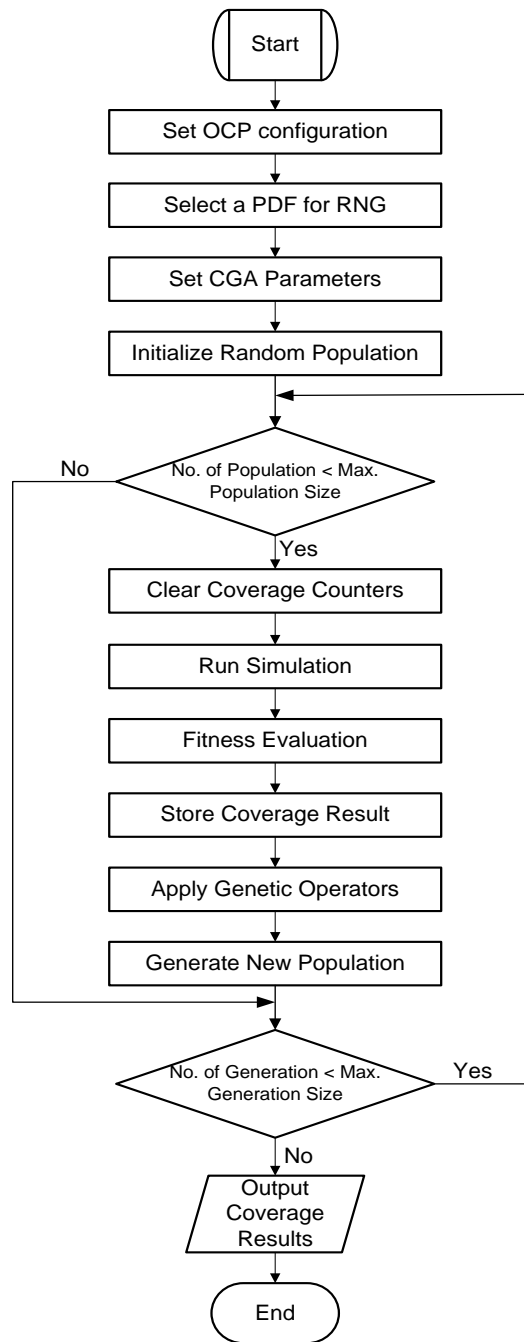 Start
Set OCP configuration
Select a PDF for RNG
Set CGA Parameters
Initialize Random Population
No
No. of Population < Max.
Population Size
Yes
Clear Coverage Counters
Run Simulation
Fitness Evaluation
Store Coverage Result
Apply Genetic Operators
Generate New Population
No. of Generation < Max.
Generation Size
Yes
No
Output
Coverage
Results
End